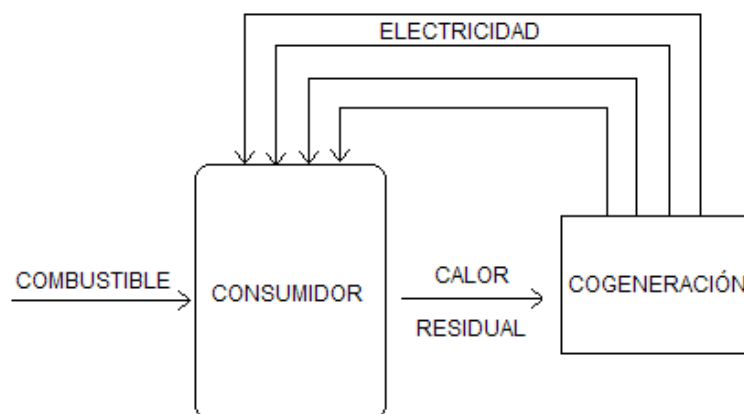 ELECTRICIDAD
COMBUSTIBLE
CONSUMIDOR
CALOR
RESIDUAL
COGENERACIÓN